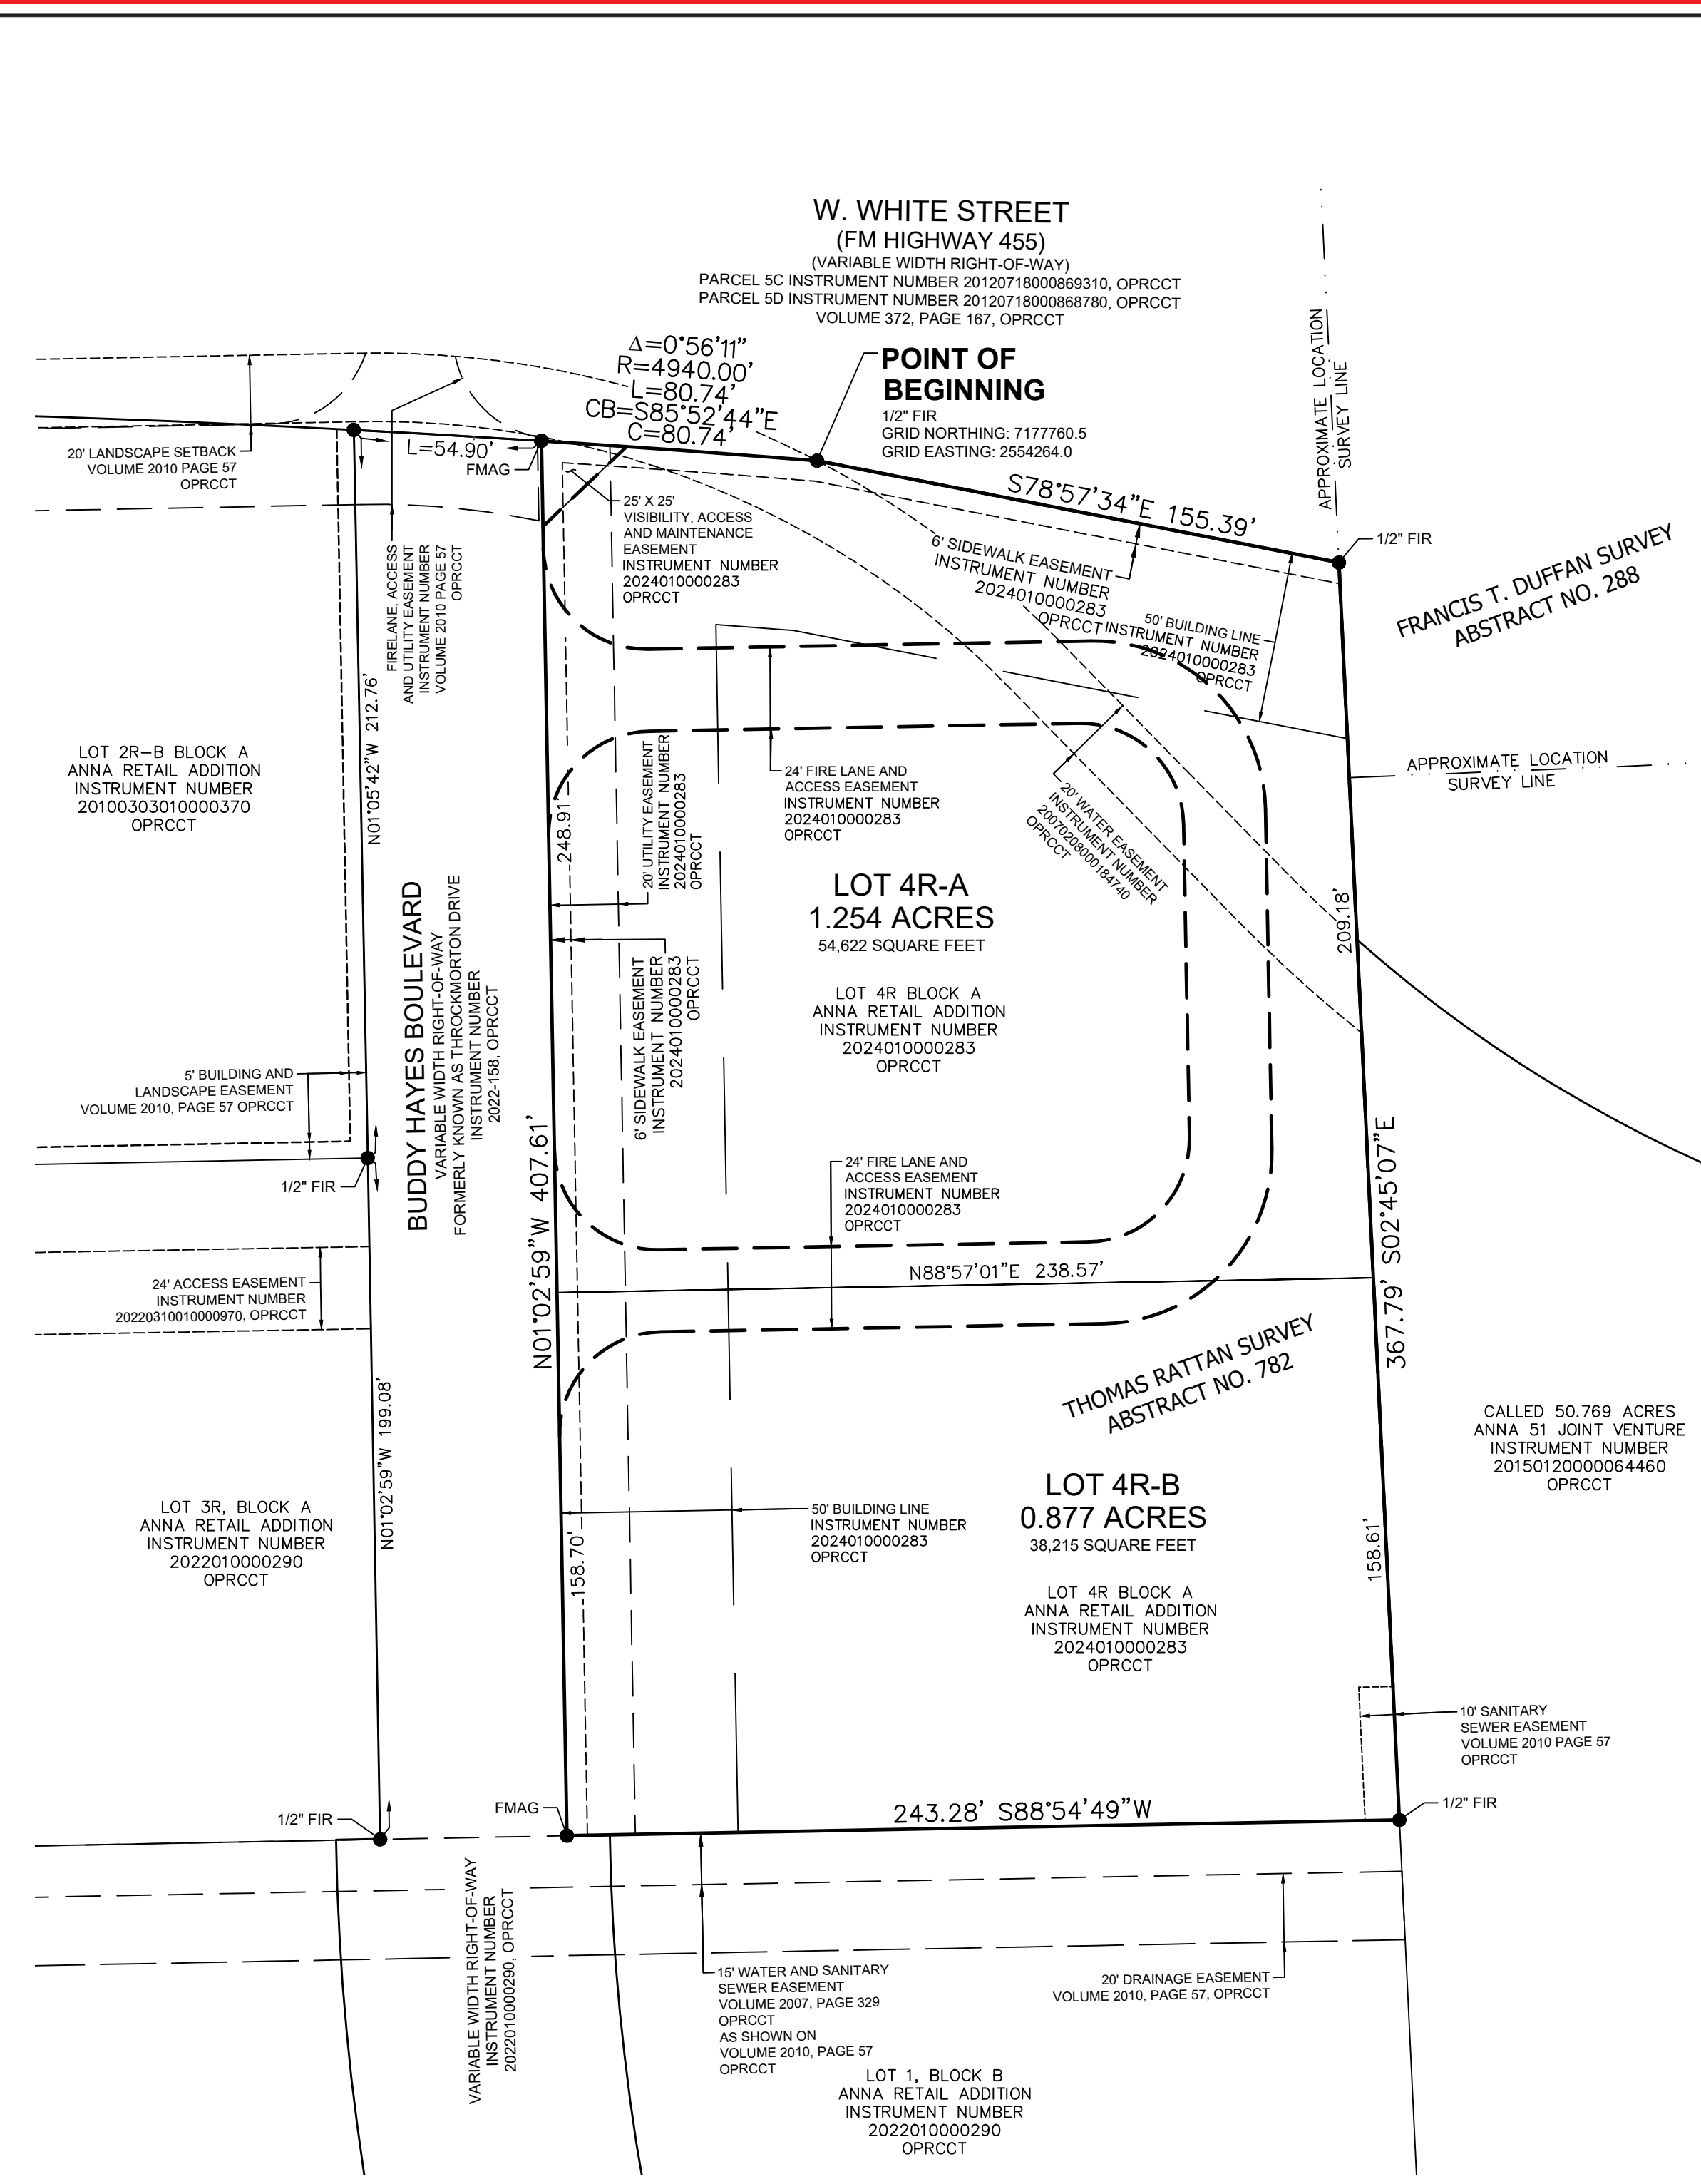 W. WHITE STREET
(FM HIGHWAY 455)
(VARIABLE WIDTH RIGHT-OF-WAY)
PARCEL 5C INSTRUMENT NUMBER 20120718000869310, OPRCCT
PARCEL 5D INSTRUMENT NUMBER 20120718000868780, OPRCCT
VOLUME 372, PAGE 167, OPRCCT
APPROXIMATE LOCATION
SURVEY LINE
Δ=0°56'11"
R=4940.00'
L=80.74'
CB=S85°52'44"E
C=80.74'
POINT OF
BEGINNING
1/2" FIR
GRID NORTHING: 7177760.5
GRID EASTING: 2554264.0
20' LANDSCAPE SETBACK
VOLUME 2010 PAGE 57
OPRCCT
L=54.90'
FMAG
S78°57'34"E 155.39'
1/2" FIR
25' X 25'
VISIBILITY, ACCESS
AND MAINTENANCE
EASEMENT
INSTRUMENT NUMBER
2024010000283
OPRCCT
6' SIDEWALK EASEMENT
INSTRUMENT NUMBER
2024010000283
OPRCCT
50' BUILDING LINE
INSTRUMENT NUMBER
2024010000283
OPRCCT
FRANCIS T. DUFFAN SURVEY
ABSTRACT NO. 288
FIRELANE, ACCESS
AND UTILITY EASEMENT
INSTRUMENT NUMBER
VOLUME 2010 PAGE 57
OPRCCT
N01°05'42"W 212.76'
LOT 2R-B BLOCK A
ANNA RETAIL ADDITION
INSTRUMENT NUMBER
20100303010000370
OPRCCT
248.91'
20' UTILITY EASEMENT
INSTRUMENT NUMBER
2024010000283
OPRCCT
24' FIRE LANE AND
ACCESS EASEMENT
INSTRUMENT NUMBER
2024010000283
OPRCCT
20' WATER EASEMENT
INSTRUMENT NUMBER
20070208000184740
OPRCCT
APPROXIMATE LOCATION
SURVEY LINE
LOT 4R-A
1.254 ACRES
54,622 SQUARE FEET
LOT 4R BLOCK A
ANNA RETAIL ADDITION
INSTRUMENT NUMBER
2024010000283
OPRCCT
209.18'
BUDDY HAYES BOULEVARD
VARIABLE WIDTH RIGHT-OF-WAY
FORMERLY KNOWN AS THROCKMORTON DRIVE
INSTRUMENT NUMBER
2022-158, OPRCCT
6' SIDEWALK EASEMENT
INSTRUMENT NUMBER
2024010000283
OPRCCT
5' BUILDING AND
LANDSCAPE EASEMENT
VOLUME 2010, PAGE 57 OPRCCT
1/2" FIR
N01°02'59"W 407.61'
24' FIRE LANE AND
ACCESS EASEMENT
INSTRUMENT NUMBER
2024010000283
OPRCCT
367.79' S02°45'07"E
N88°57'01"E 238.57'
24' ACCESS EASEMENT
INSTRUMENT NUMBER
20220310010000970, OPRCCT
THOMAS RATTAN SURVEY
ABSTRACT NO. 782
N01°02'59"W 199.08'
CALLED 50.769 ACRES
ANNA 51 JOINT VENTURE
INSTRUMENT NUMBER
20150120000064460
OPRCCT
LOT 3R, BLOCK A
ANNA RETAIL ADDITION
INSTRUMENT NUMBER
2022010000290
OPRCCT
158.70'
50' BUILDING LINE
INSTRUMENT NUMBER
2024010000283
OPRCCT
LOT 4R-B
0.877 ACRES
38,215 SQUARE FEET
LOT 4R BLOCK A
ANNA RETAIL ADDITION
INSTRUMENT NUMBER
2024010000283
OPRCCT
158.61'
10' SANITARY
SEWER EASEMENT
VOLUME 2010 PAGE 57
OPRCCT
1/2" FIR
FMAG
243.28' S88°54'49"W
1/2" FIR
VARIABLE WIDTH RIGHT-OF-WAY
INSTRUMENT NUMBER
2022010000290, OPRCCT
15' WATER AND SANITARY
SEWER EASEMENT
VOLUME 2007, PAGE 329
OPRCCT
AS SHOWN ON
VOLUME 2010, PAGE 57
OPRCCT
20' DRAINAGE EASEMENT
VOLUME 2010, PAGE 57, OPRCCT
LOT 1, BLOCK B
ANNA RETAIL ADDITION
INSTRUMENT NUMBER
2022010000290
OPRCCT